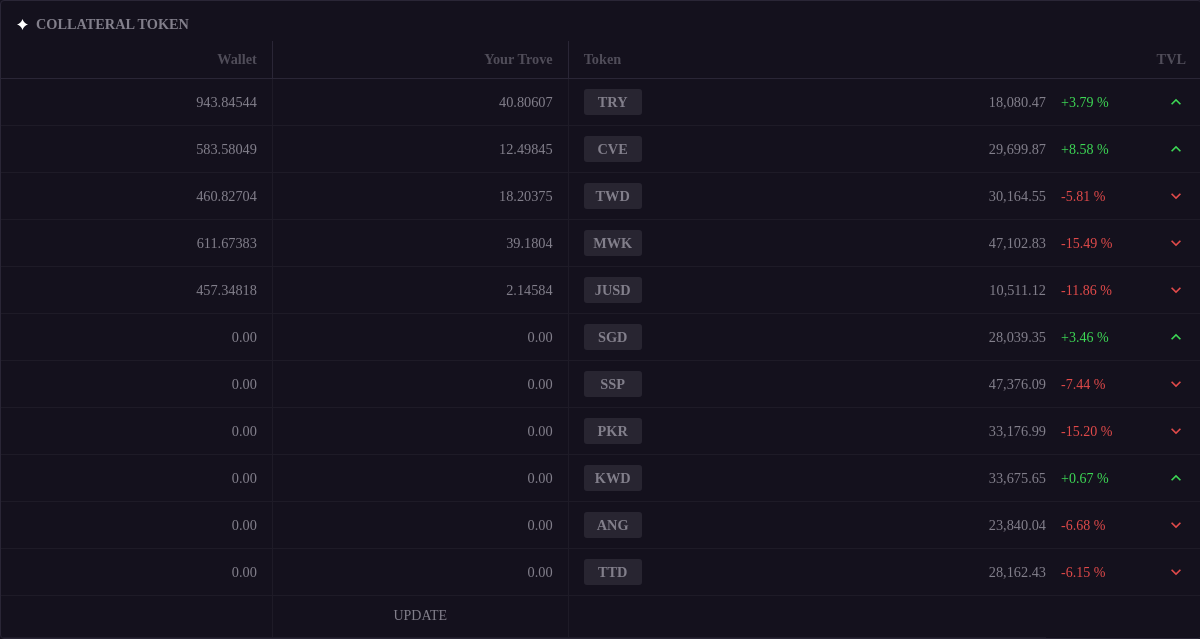 COLLATERAL TOKEN
Wallet Your Trove Token TVL
943.84544 40.80607 TRY 18,080.47 +3.79 %
583.58049 12.49845 CVE 29,699.87 +8.58 %
460.82704 18.20375 TWD 30,164.55 -5.81 %
611.67383 39.1804 MWK 47,102.83 -15.49 %
457.34818 2.14584 JUSD 10,511.12 -11.86 %
0.00 0.00 SGD 28,039.35 +3.46 %
0.00 0.00 SSP 47,376.09 -7.44 %
0.00 0.00 PKR 33,176.99 -15.20 %
0.00 0.00 KWD 33,675.65 +0.67 %
0.00 0.00 ANG 23,840.04 -6.68 %
0.00 0.00 TTD 28,162.43 -6.15 %
UPDATE